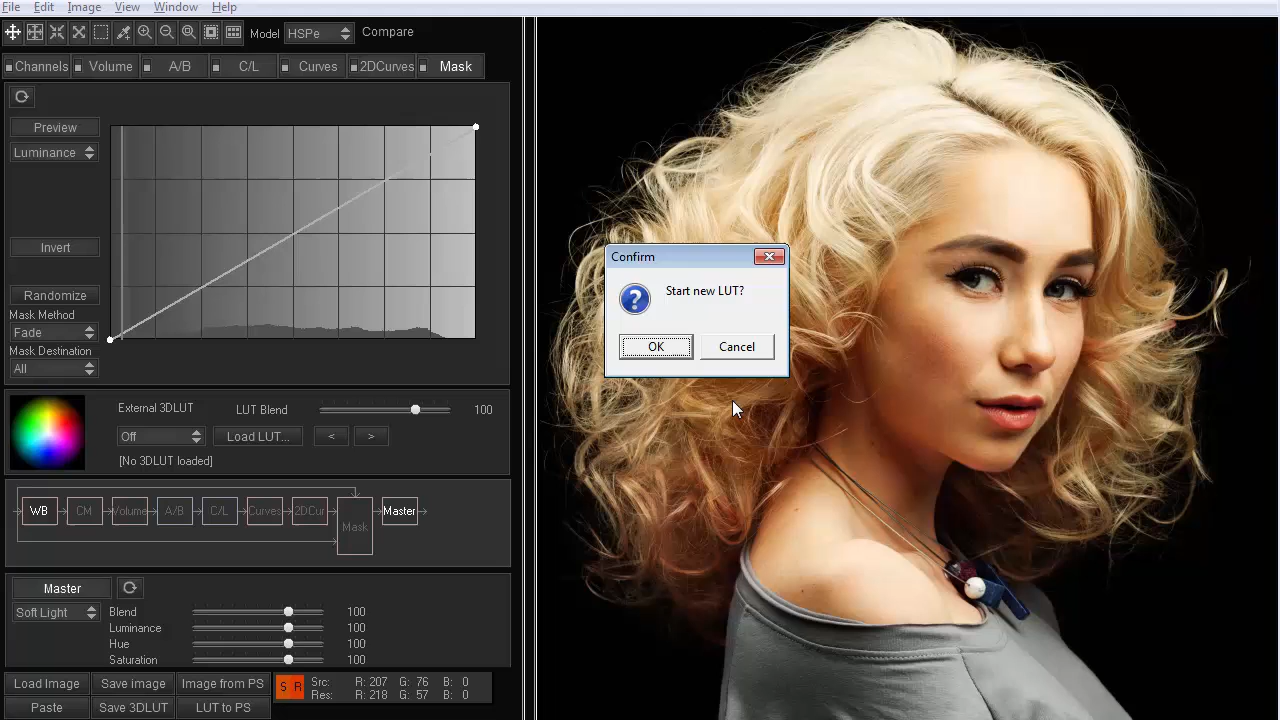 File Edit Image View Window Help
Model HSPe Compare
Channels Volume A/B C/L Curves 2DCurves Mask
Preview
Luminance
Invert
Randomize
Mask Method
Fade
Mask Destination
All
Confirm
Start new LUT?
OK Cancel
External 3DLUT LUT Blend 100
Off Load LUT... < >
[No 3DLUT loaded]
WB CM Volume A/B C/L Curves 2DCur Mask Master
Master
Soft Light Blend 100
Luminance 100
Hue 100
Saturation 100
Load Image Save image Image from PS S R Src: R: 207 G: 76 B: 0
Res: R: 218 G: 57 B: 0
Paste Save 3DLUT LUT to PS